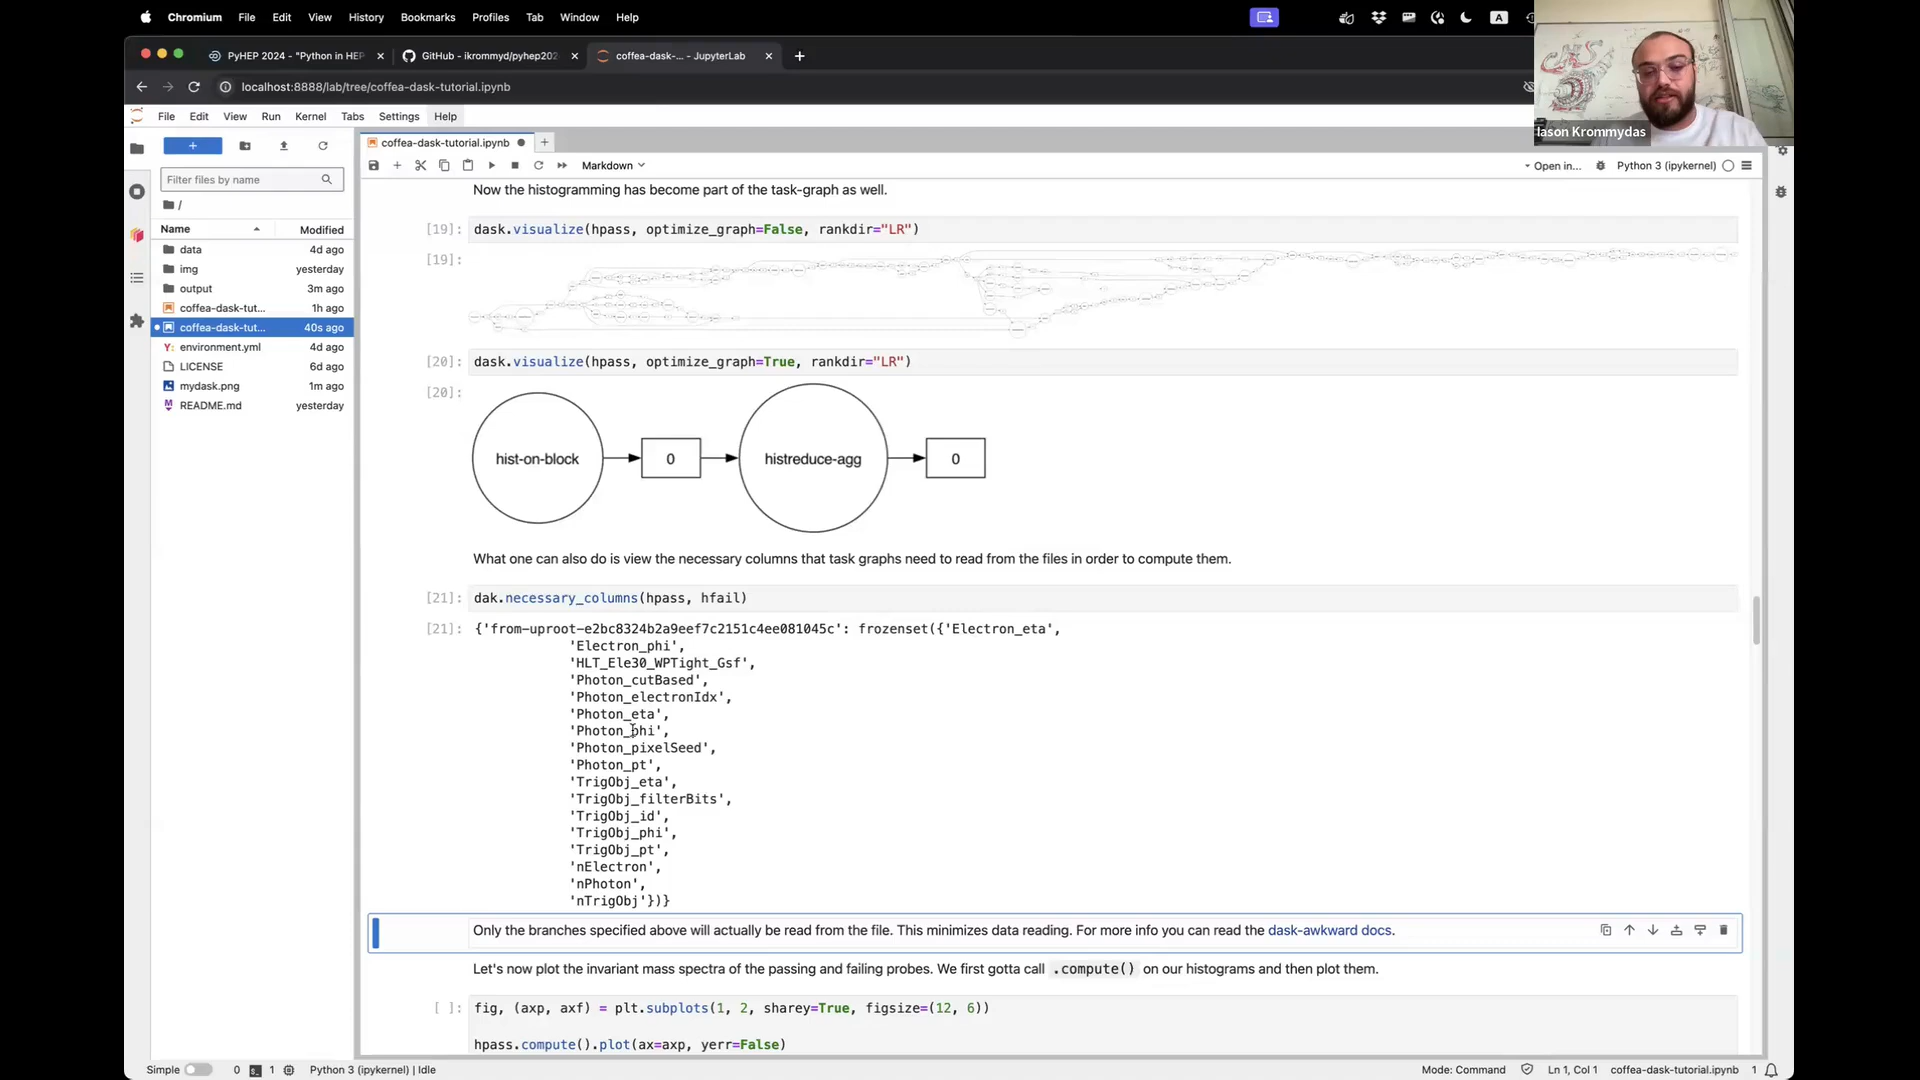 Chromium File Edit View History Bookmarks Profiles Tab Window Help
A
PyHEP 2024 - "Python in HEP
GitHub - ikrommyd/pyhep202
coffea-dask-... - JupyterLab
localhost:8888/lab/tree/coffea-dask-tutorial.ipynb
Iason Krommydas
File Edit View Run Kernel Tabs Settings Help
Filter files by name
/
Name Modified
data 4d ago
img yesterday
output 3m ago
coffea-dask-tut... 1h ago
coffea-dask-tut... 40s ago
environment.yml 4d ago
LICENSE 6d ago
mydask.png 1m ago
README.md yesterday
coffea-dask-tutorial.ipynb
Markdown
Open in...
Python 3 (ipykernel)
Now the histogramming has become part of the task-graph as well.
[19]: dask.visualize(hpass, optimize_graph=False, rankdir="LR")
[19]:
[20]: dask.visualize(hpass, optimize_graph=True, rankdir="LR")
[20]:
hist-on-block 0 histreduce-agg 0
What one can also do is view the necessary columns that task graphs need to read from the files in order to compute them.
[21]: dak.necessary_columns(hpass, hfail)
[21]: {'from-uproot-e2bc8324b2a9eef7c2151c4ee081045c': frozenset({'Electron_eta',
'Electron_phi',
'HLT_Ele30_WPTight_Gsf',
'Photon_cutBased',
'Photon_electronIdx',
'Photon_eta',
'Photon_phi',
'Photon_pixelSeed',
'Photon_pt',
'TrigObj_eta',
'TrigObj_filterBits',
'TrigObj_id',
'TrigObj_phi',
'TrigObj_pt',
'nElectron',
'nPhoton',
'nTrigObj'})}
Only the branches specified above will actually be read from the file. This minimizes data reading. For more info you can read the dask-awkward docs.
Let's now plot the invariant mass spectra of the passing and failing probes. We first gotta call .compute() on our histograms and then plot them.
[ ]: fig, (axp, axf) = plt.subplots(1, 2, sharey=True, figsize=(12, 6))
hpass.compute().plot(ax=axp, yerr=False)
Simple 0 1 Python 3 (ipykernel) | Idle
Mode: Command Ln 1, Col 1 coffea-dask-tutorial.ipynb 1